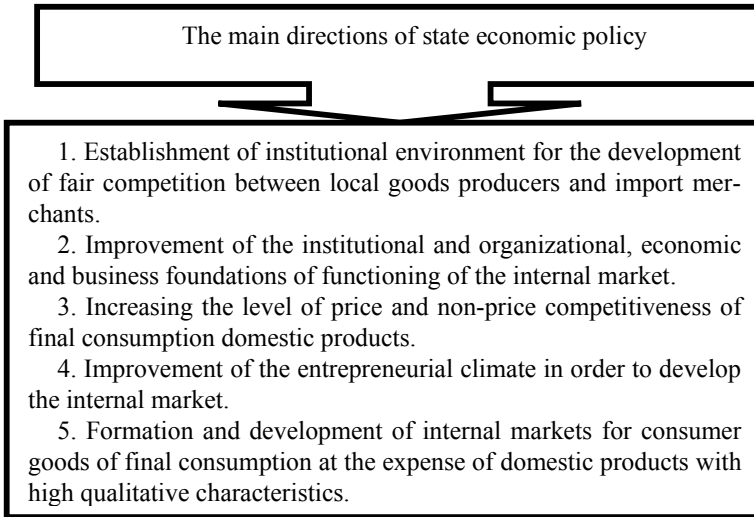 The main directions of state economic policy
1. Establishment of institutional environment for the development
of fair competition between local goods producers and import mer-
chants.
2. Improvement of the institutional and organizational, economic
and business foundations of functioning of the internal market.
3. Increasing the level of price and non-price competitiveness of
final consumption domestic products.
4. Improvement of the entrepreneurial climate in order to develop
the internal market.
5. Formation and development of internal markets for consumer
goods of final consumption at the expense of domestic products with
high qualitative characteristics.